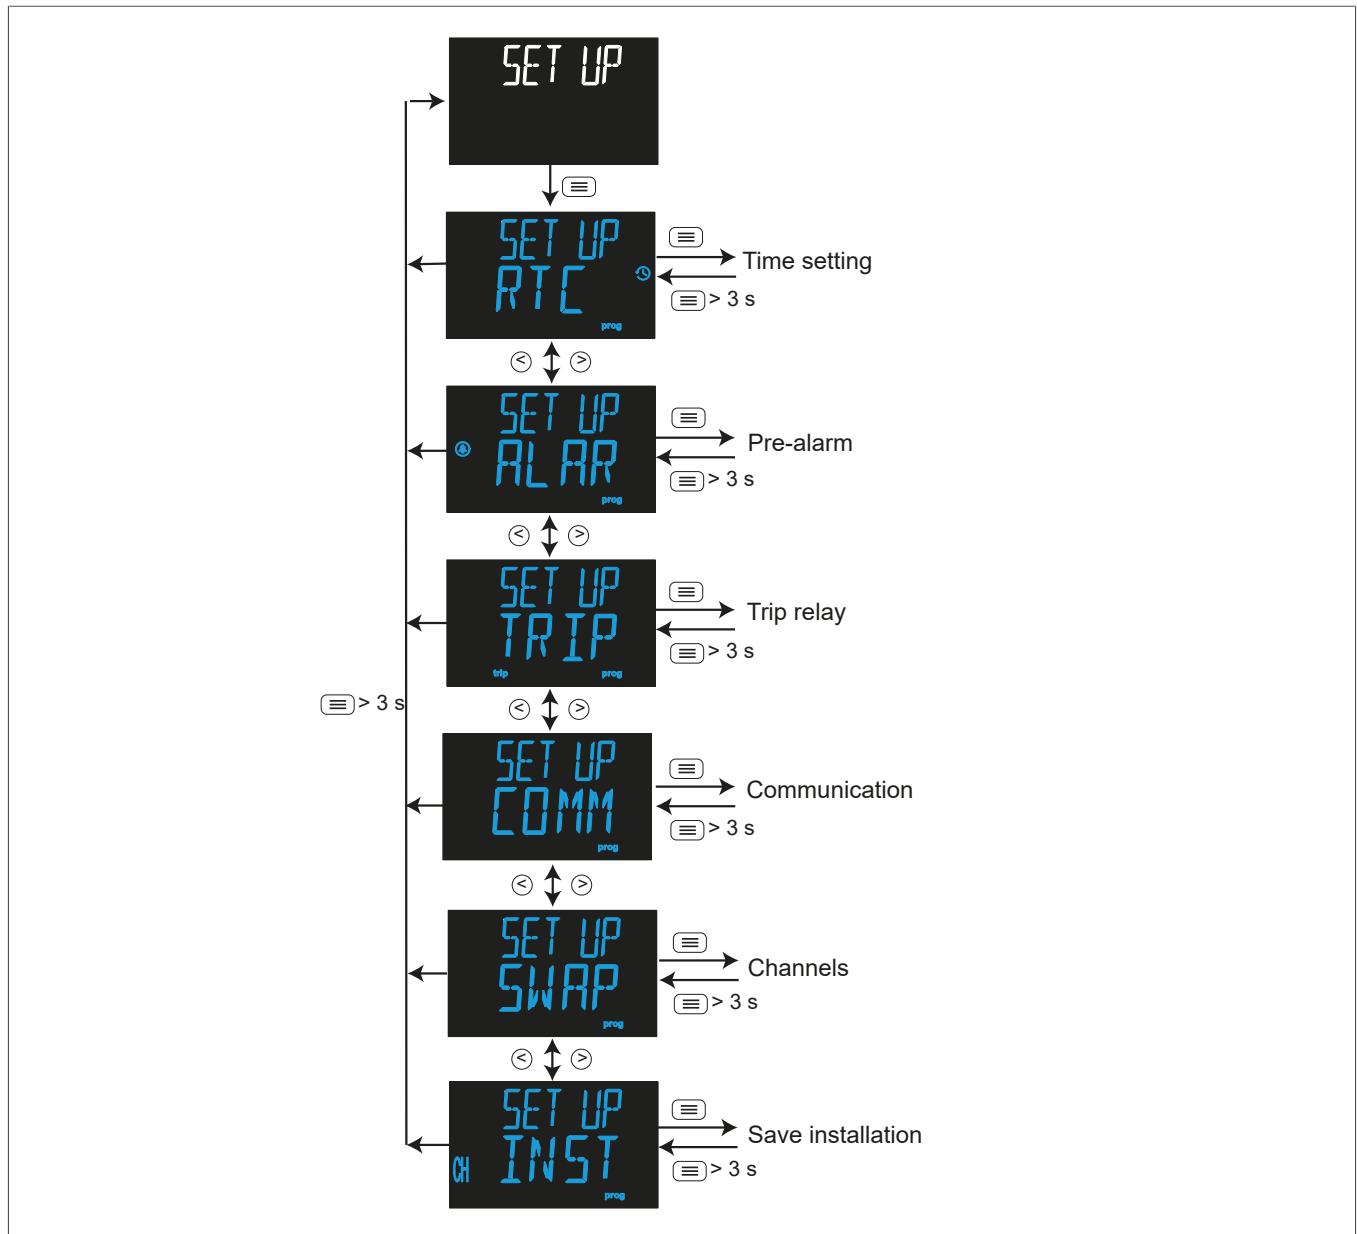 SET UP
SET UP
RTC
prog
Time setting
> 3 s
< >
SET UP
ALAR
prog
Pre-alarm
> 3 s
< >
SET UP
TRIP
trip prog
Trip relay
> 3 s
> 3 s
< >
SET UP
COMM
prog
Communication
> 3 s
< >
SET UP
SWAP
prog
Channels
> 3 s
< >
SET UP
CH INST
prog
Save installation
> 3 s